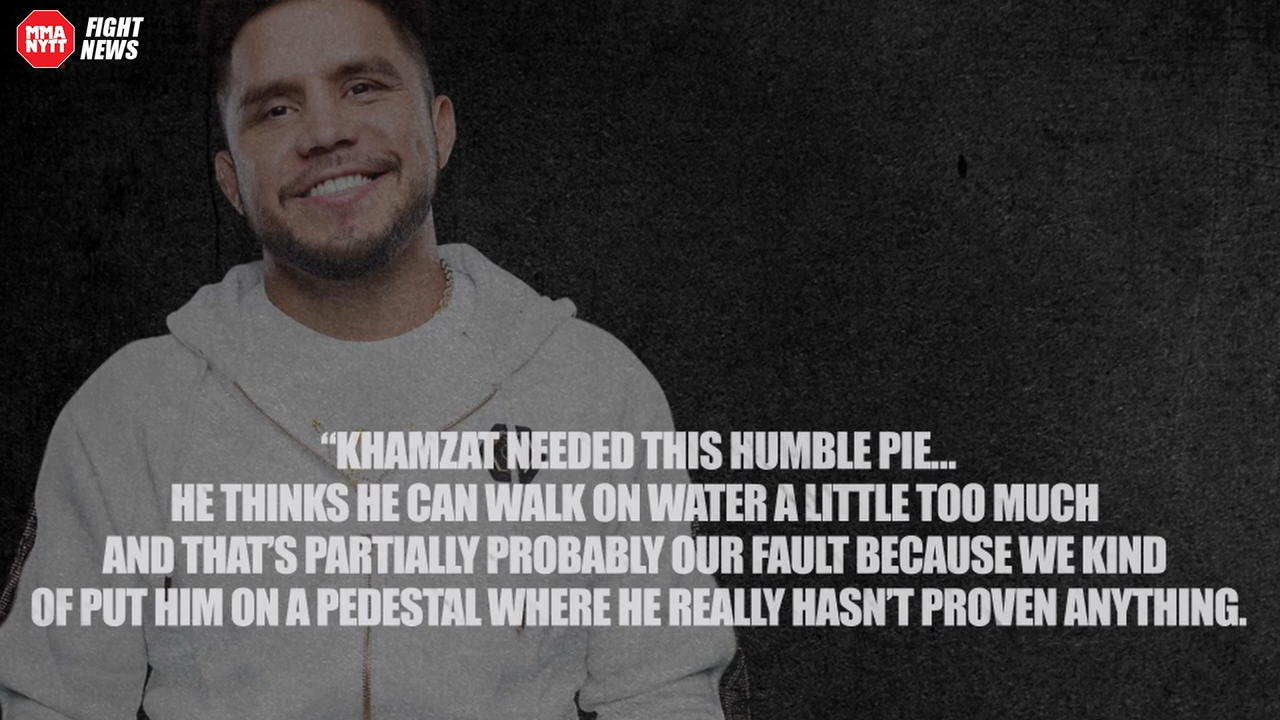 MMA
NYTT
FIGHT
NEWS
“KHAMZAT NEEDED THIS HUMBLE PIE...
HE THINKS HE CAN WALK ON WATER A LITTLE TOO MUCH
AND THAT’S PARTIALLY PROBABLY OUR FAULT BECAUSE WE KIND
OF PUT HIM ON A PEDESTAL WHERE HE REALLY HASN’T PROVEN ANYTHING.